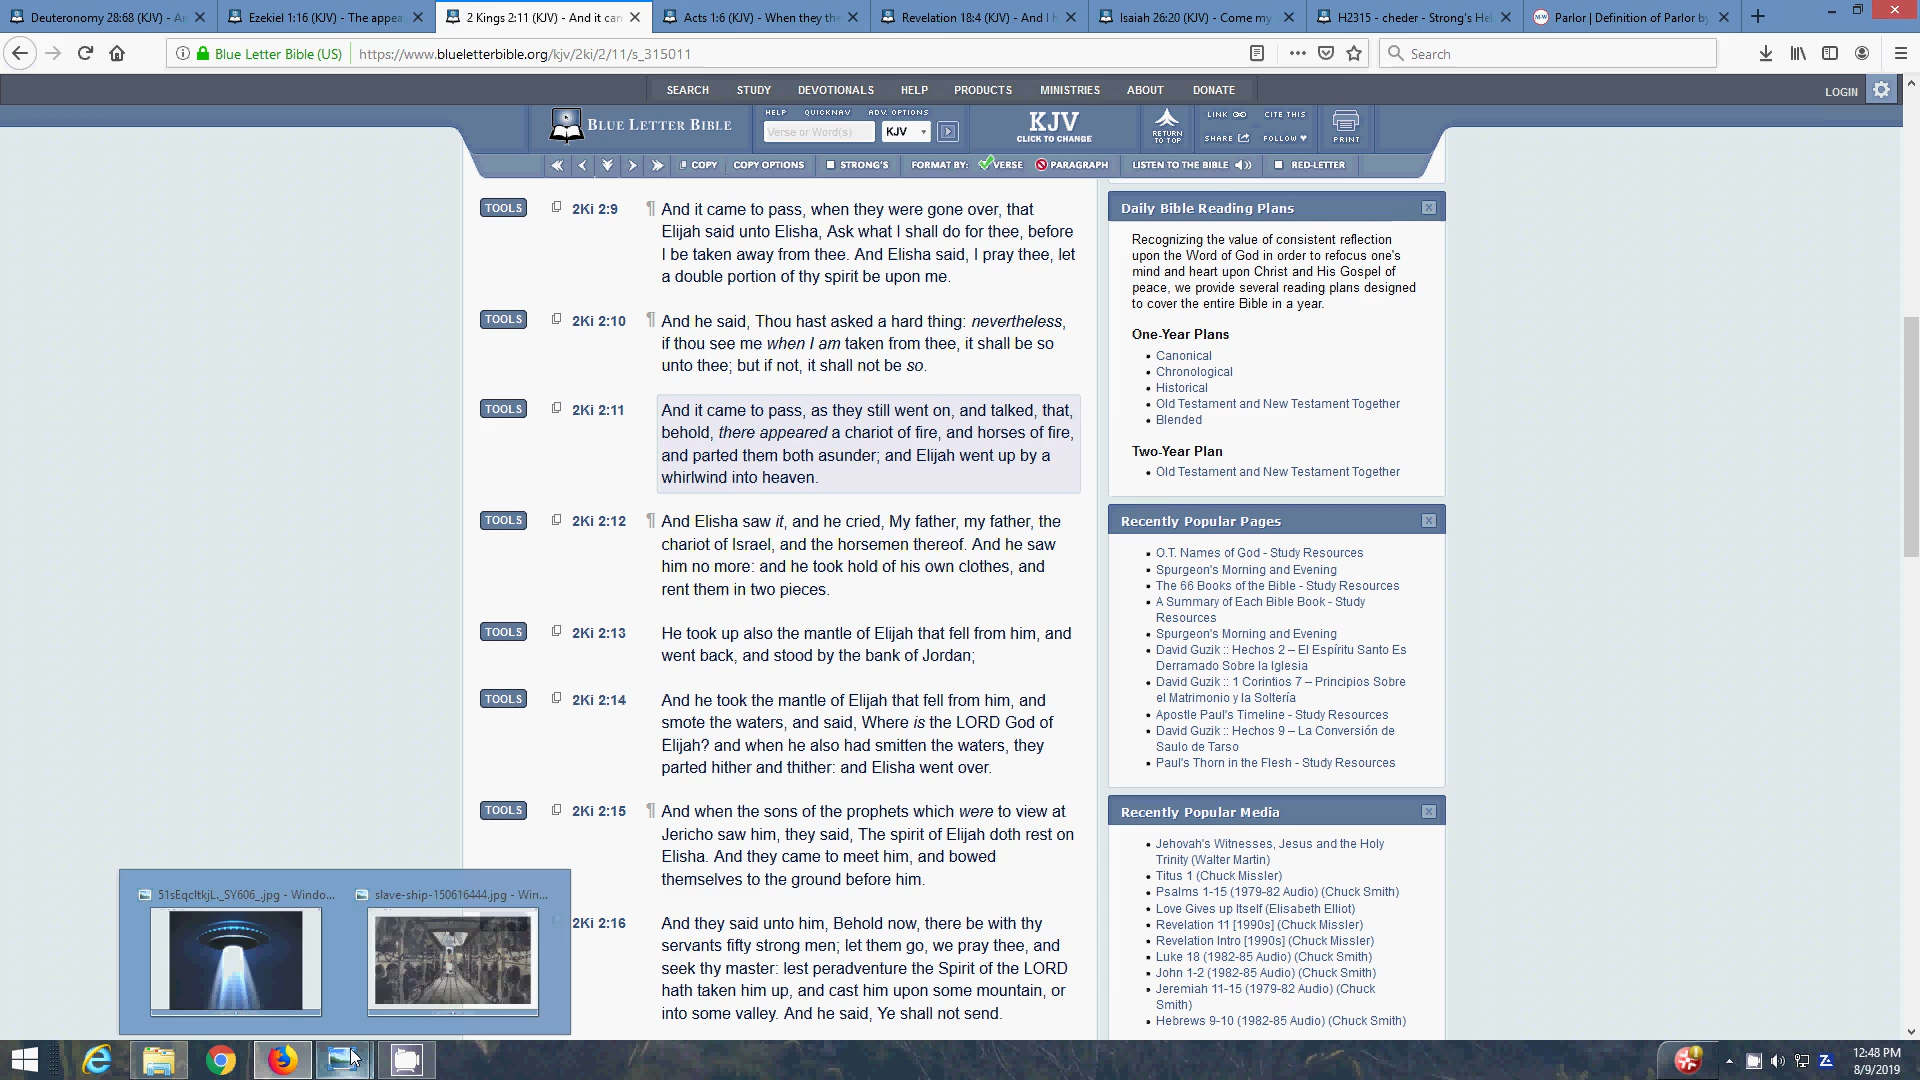 Deuteronomy 28:68 (KJV) - A
Ezekiel 1:16 (KJV) - The appea
2 Kings 2:11 (KJV) - And it can
Acts 1:6 (KJV) - When they the
Revelation 18:4 (KJV) - And I h
Isaiah 26:20 (KJV) - Come my
H2315 - cheder - Strong's He
Parlor | Definition of Parlor by
Blue Letter Bible (US)
https://www.blueletterbible.org/kjv/2ki/2/11/s_315011
Search
SEARCH STUDY DEVOTIONALS HELP PRODUCTS MINISTRIES ABOUT DONATE
LOGIN
BLUE LETTER BIBLE
HELP QUICKNAV ADV. OPTIONS
Verse or Word(s)
KJV
KJV
CLICK TO CHANGE
RETURN
TO TOP
LINK
CITE THIS
SHARE
FOLLOW
PRINT
COPY
COPY OPTIONS
STRONG'S
FORMAT BY: VERSE PARAGRAPH
LISTEN TO THE BIBLE
RED-LETTER
TOOLS 2Ki 2:9 ¶ And it came to pass, when they were gone over, that
Elijah said unto Elisha, Ask what I shall do for thee, before
I be taken away from thee. And Elisha said, I pray thee, let
a double portion of thy spirit be upon me.
TOOLS 2Ki 2:10 ¶ And he said, Thou hast asked a hard thing: nevertheless,
if thou see me when I am taken from thee, it shall be so
unto thee; but if not, it shall not be so.
TOOLS 2Ki 2:11 And it came to pass, as they still went on, and talked, that,
behold, there appeared a chariot of fire, and horses of fire,
and parted them both asunder; and Elijah went up by a
whirlwind into heaven.
TOOLS 2Ki 2:12 ¶ And Elisha saw it, and he cried, My father, my father, the
chariot of Israel, and the horsemen thereof. And he saw
him no more: and he took hold of his own clothes, and
rent them in two pieces.
TOOLS 2Ki 2:13 He took up also the mantle of Elijah that fell from him, and
went back, and stood by the bank of Jordan;
TOOLS 2Ki 2:14 And he took the mantle of Elijah that fell from him, and
smote the waters, and said, Where is the LORD God of
Elijah? and when he also had smitten the waters, they
parted hither and thither: and Elisha went over.
TOOLS 2Ki 2:15 ¶ And when the sons of the prophets which were to view at
Jericho saw him, they said, The spirit of Elijah doth rest on
Elisha. And they came to meet him, and bowed
themselves to the ground before him.
2Ki 2:16 And they said unto him, Behold now, there be with thy
servants fifty strong men; let them go, we pray thee, and
seek thy master: lest peradventure the Spirit of the LORD
hath taken him up, and cast him upon some mountain, or
into some valley. And he said, Ye shall not send.
Daily Bible Reading Plans
Recognizing the value of consistent reflection
upon the Word of God in order to refocus one's
mind and heart upon Christ and His Gospel of
peace, we provide several reading plans designed
to cover the entire Bible in a year.
One-Year Plans
Canonical
Chronological
Historical
Old Testament and New Testament Together
Blended
Two-Year Plan
Old Testament and New Testament Together
Recently Popular Pages
O.T. Names of God - Study Resources
Spurgeon's Morning and Evening
The 66 Books of the Bible - Study Resources
A Summary of Each Bible Book - Study
Resources
Spurgeon's Morning and Evening
David Guzik :: Hechos 2 – El Espíritu Santo Es
Derramado Sobre la Iglesia
David Guzik :: 1 Corintios 7 – Principios Sobre
el Matrimonio y la Soltería
Apostle Paul's Timeline - Study Resources
David Guzik :: Hechos 9 – La Conversión de
Saulo de Tarso
Paul's Thorn in the Flesh - Study Resources
Recently Popular Media
Jehovah's Witnesses, Jesus and the Holy
Trinity (Walter Martin)
Titus 1 (Chuck Missler)
Psalms 1-15 (1979-82 Audio) (Chuck Smith)
Love Gives up Itself (Elisabeth Elliot)
Revelation 11 [1990s] (Chuck Missler)
Revelation Intro [1990s] (Chuck Missler)
Luke 18 (1982-85 Audio) (Chuck Smith)
John 1-2 (1982-85 Audio) (Chuck Smith)
Jeremiah 11-15 (1979-82 Audio) (Chuck
Smith)
Hebrews 9-10 (1982-85 Audio) (Chuck Smith)
51sEqcItkjL._SY606_.jpg - Windo...
slave-ship-150616444.jpg - Win...
12:48 PM
8/9/2019